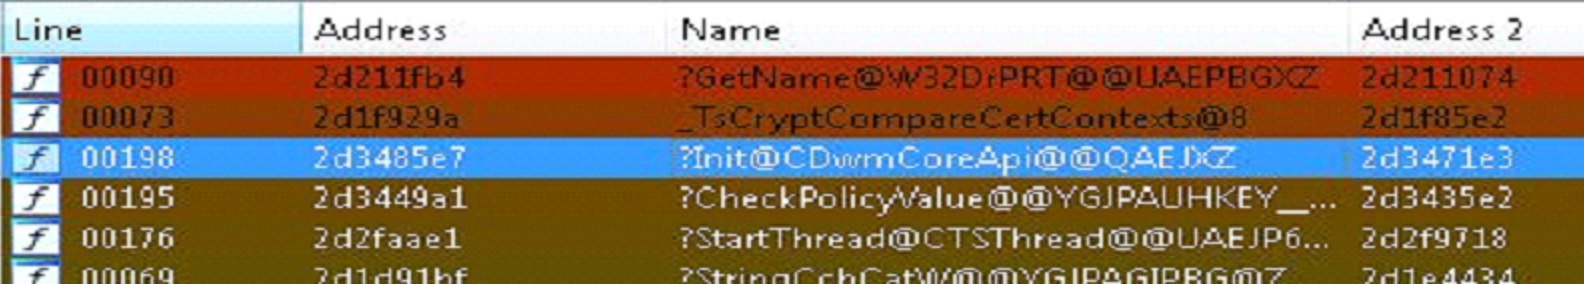 Line Address Name Address 2
f 00090 2d211fb4 ?GetName@W32DrPRT@@UAEPBGXZ 2d211074
f 00073 2d1f929a _TsCryptCompareCertContexts@8 2d1f85e2
f 00198 2d3485e7 ?Init@CDwmCoreApi@@QAEJXZ 2d3471e3
f 00195 2d3449a1 ?CheckPolicyValue@@YGJPAUHKEY__... 2d3435e2
f 00176 2d2faae1 ?StartThread@CTSThread@@UAEJP6... 2d2f9718
f 00069 2d1d91bf ?StringCchCatW@@YGJPAGIPBG@Z 2d1e4434